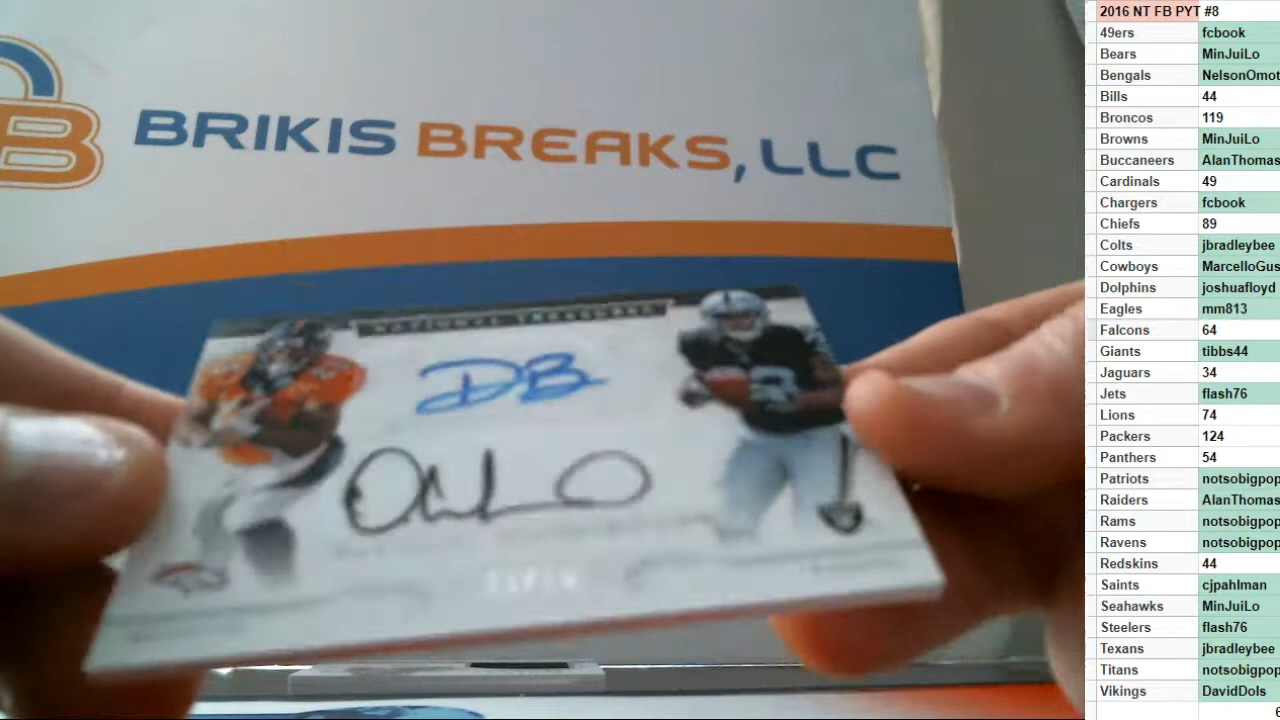 BRIKIS BREAKS, LLC
NATIONAL TREASURES
DB
2016 NT FB PYT #8
49ers fcbook
Bears MinJuiLo
Bengals NelsonOmot
Bills 44
Broncos 119
Browns MinJuiLo
Buccaneers AlanThomas
Cardinals 49
Chargers fcbook
Chiefs 89
Colts jbradleybee
Cowboys MarcelloGus
Dolphins joshuafloyd
Eagles mm813
Falcons 64
Giants tibbs44
Jaguars 34
Jets flash76
Lions 74
Packers 124
Panthers 54
Patriots notsobigpop
Raiders AlanThomas
Rams notsobigpop
Ravens notsobigpop
Redskins 44
Saints cjpahlman
Seahawks MinJuiLo
Steelers flash76
Texans jbradleybee
Titans notsobigpop
Vikings DavidDols
6